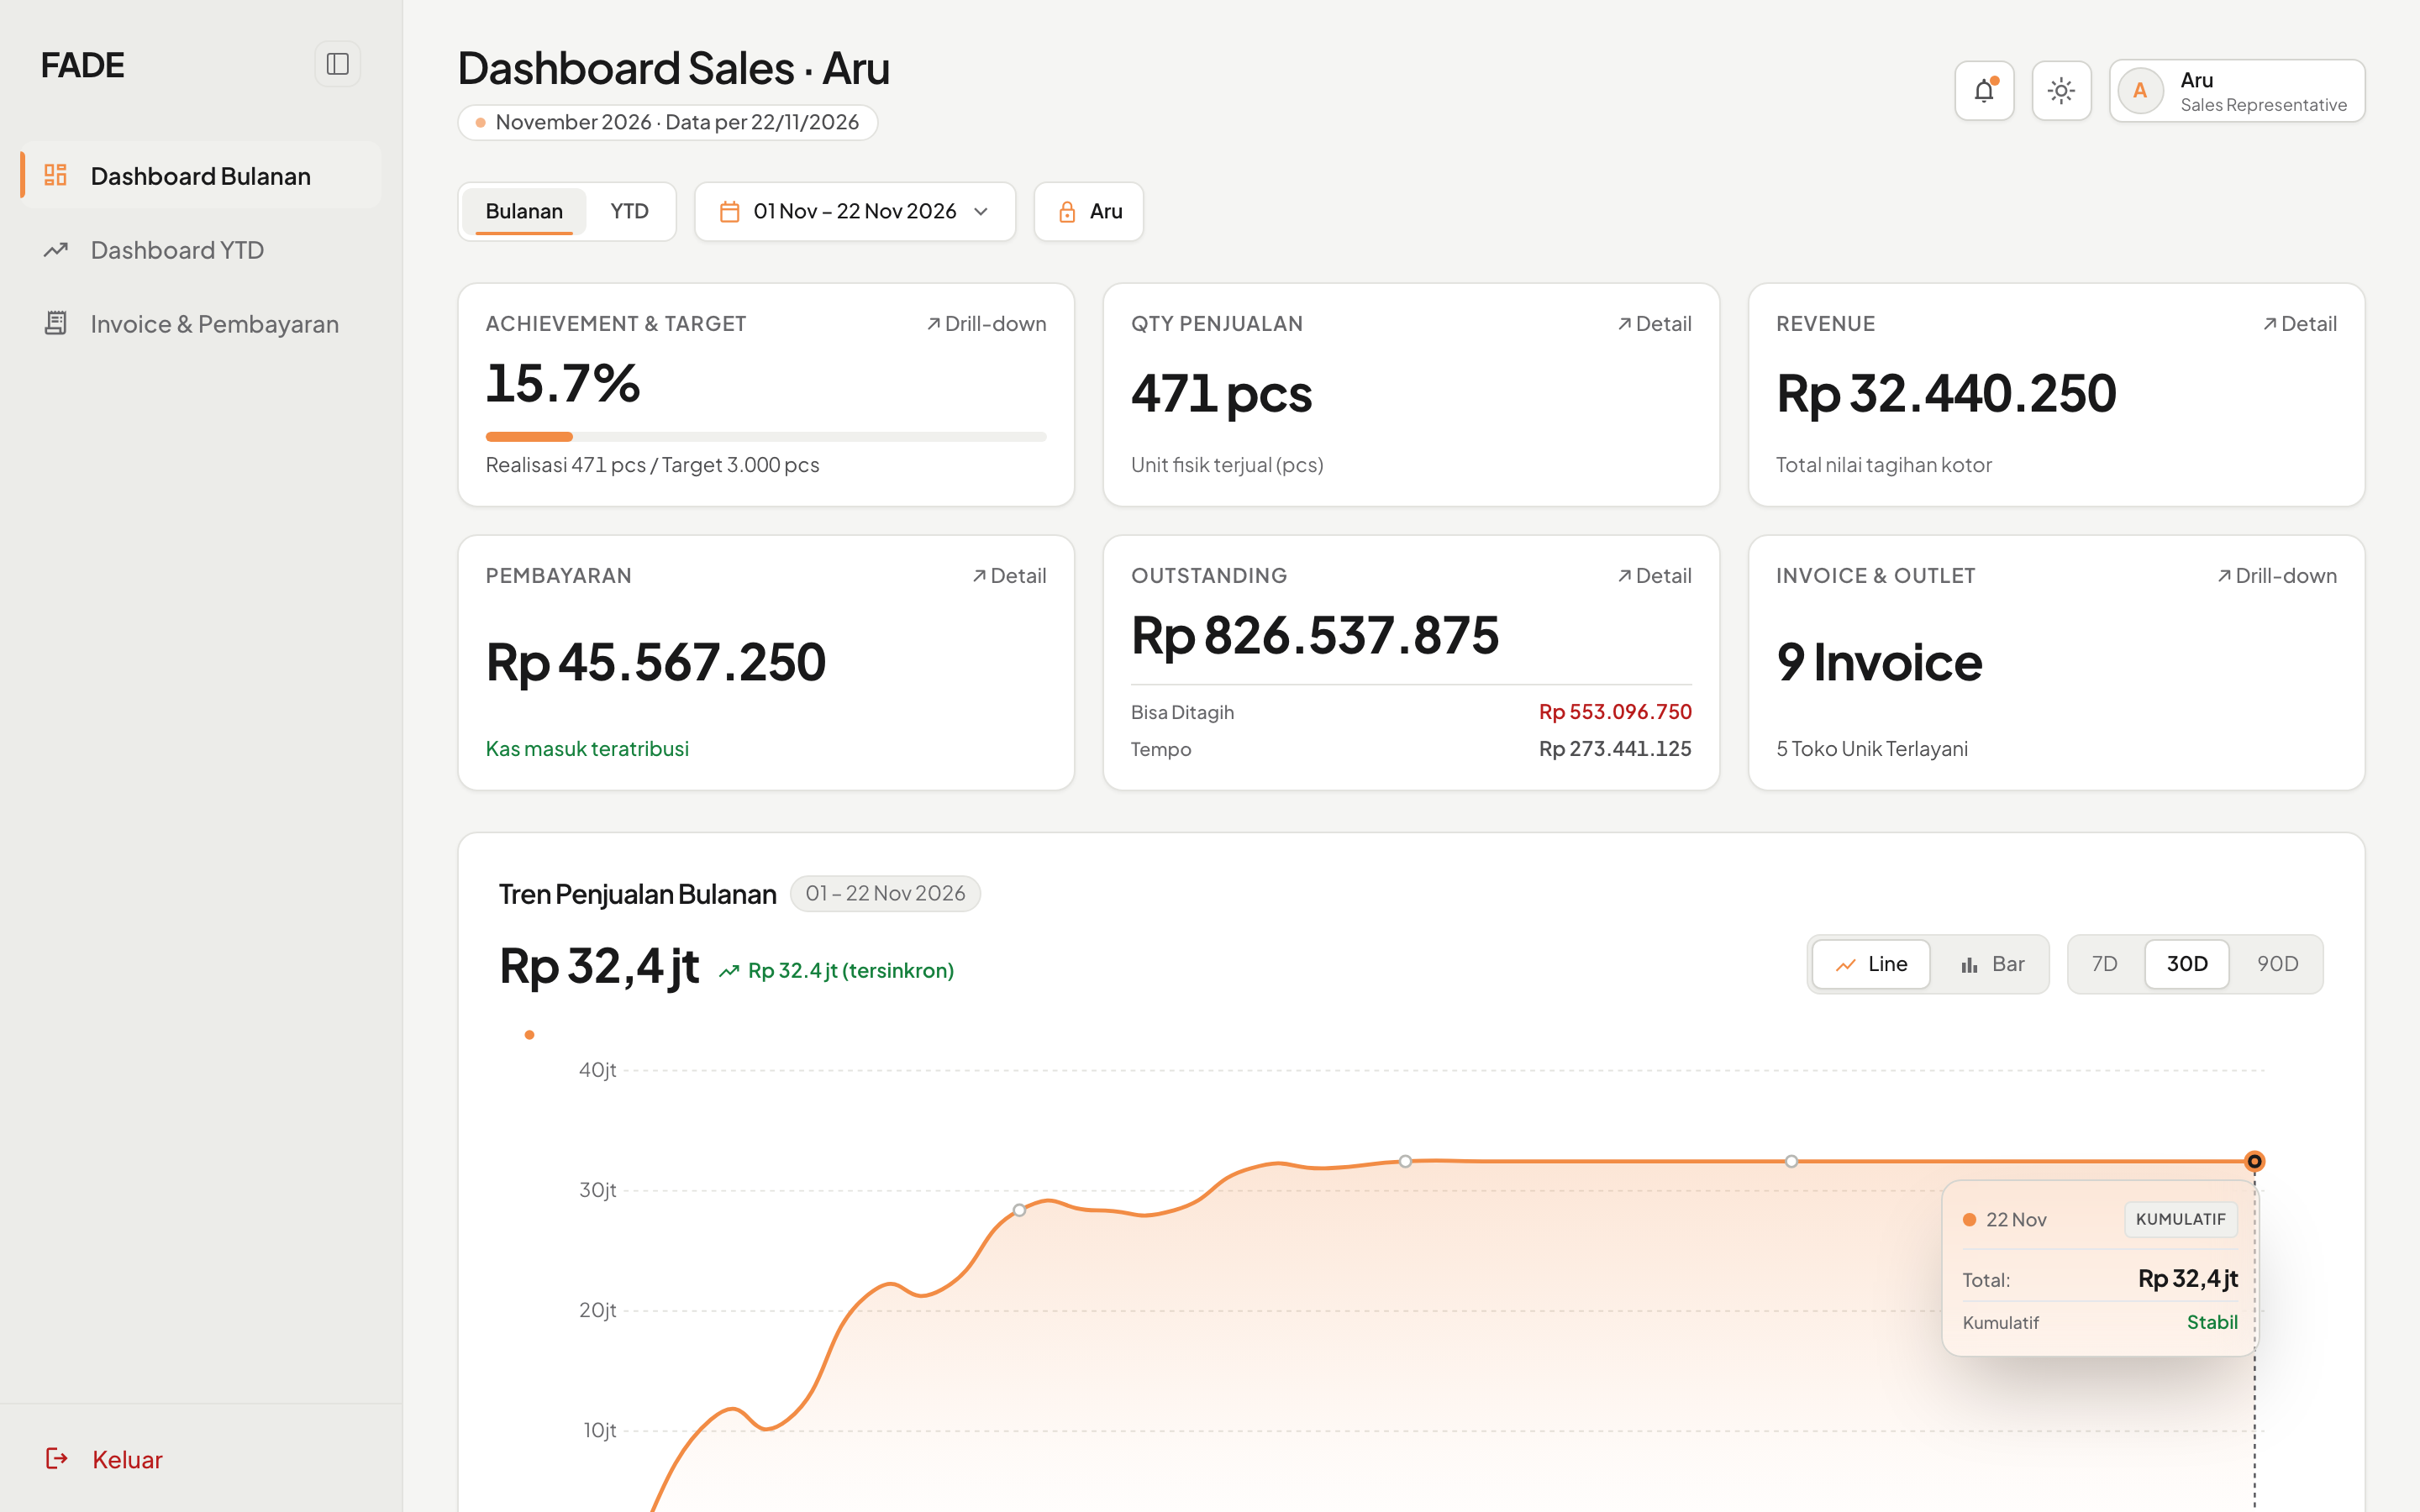 FADE
Dashboard Bulanan
Dashboard YTD
Invoice & Pembayaran
Keluar
Dashboard Sales · Aru
November 2026 · Data per 22/11/2026
A
Aru
Sales Representative
Bulanan
YTD
01 Nov – 22 Nov 2026
Aru
ACHIEVEMENT & TARGET
Drill-down
15.7%
Realisasi 471 pcs / Target 3.000 pcs
QTY PENJUALAN
Detail
471 pcs
Unit fisik terjual (pcs)
REVENUE
Detail
Rp 32.440.250
Total nilai tagihan kotor
PEMBAYARAN
Detail
Rp 45.567.250
Kas masuk teratribusi
OUTSTANDING
Detail
Rp 826.537.875
Bisa Ditagih Rp 553.096.750
Tempo Rp 273.441.125
INVOICE & OUTLET
Drill-down
9 Invoice
5 Toko Unik Terlayani
Tren Penjualan Bulanan
01 – 22 Nov 2026
Rp 32,4 jt
Rp 32.4 jt (tersinkron)
Line
Bar
7D
30D
90D
40jt
30jt
20jt
10jt
22 Nov
KUMULATIF
Total: Rp 32,4 jt
Kumulatif Stabil